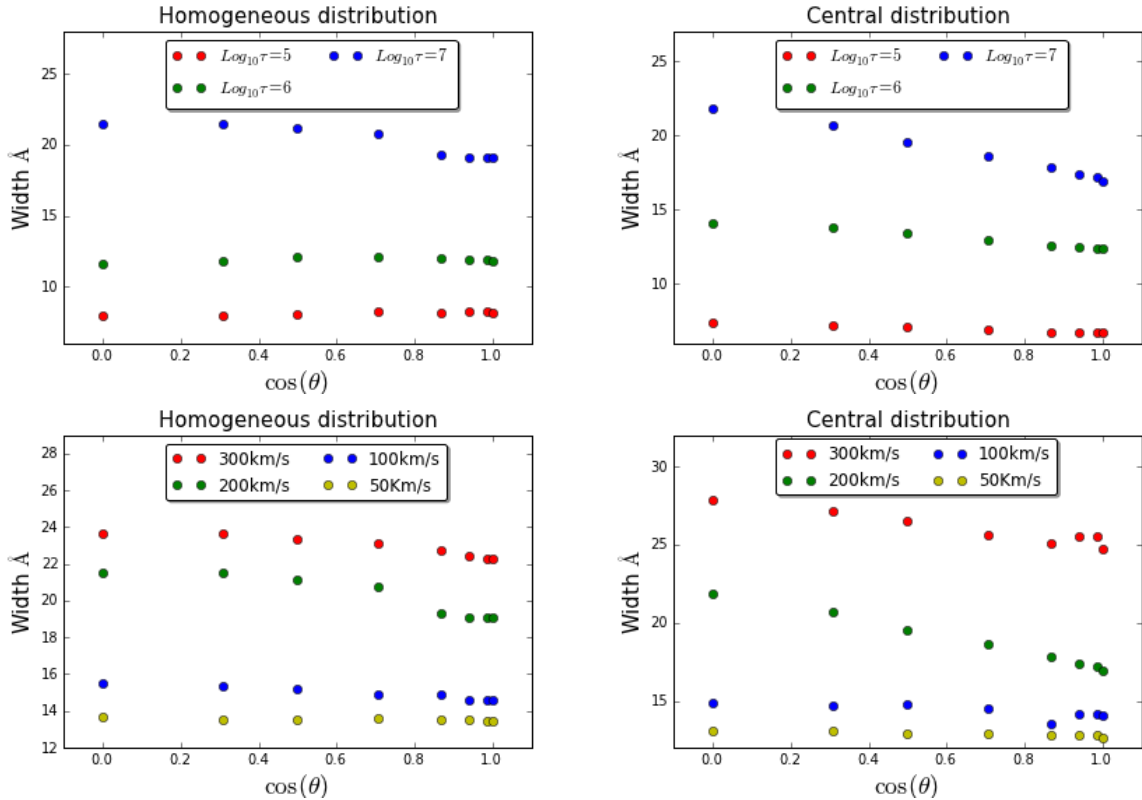 Homogeneous distribution
Log₁₀τ=5 Log₁₀τ=7
Log₁₀τ=6
25
20
15
10
Width Å
0.0 0.2 0.4 0.6 0.8 1.0
cos(θ)
Central distribution
Log₁₀τ=5 Log₁₀τ=7
Log₁₀τ=6
25
20
15
10
Width Å
0.0 0.2 0.4 0.6 0.8 1.0
cos(θ)
Homogeneous distribution
300km/s 100km/s
200km/s 50Km/s
28
26
24
22
20
18
16
14
12
Width Å
0.0 0.2 0.4 0.6 0.8 1.0
cos(θ)
Central distribution
300km/s 100km/s
200km/s 50Km/s
30
25
20
15
Width Å
0.0 0.2 0.4 0.6 0.8 1.0
cos(θ)